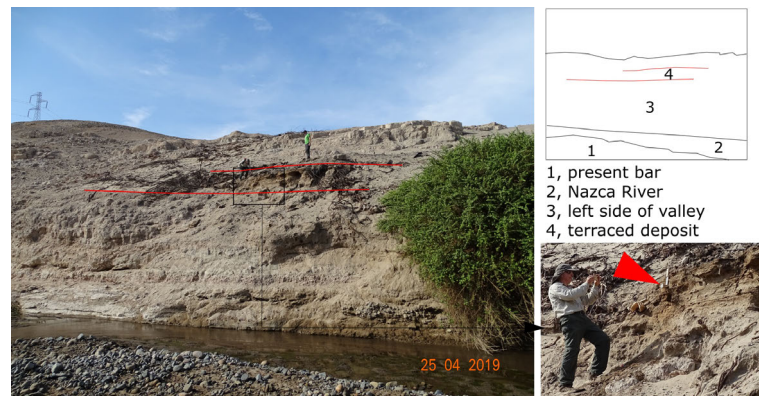 25 04 2019
4
3
1
2
1, present bar
2, Nazca River
3, left side of valley
4, terraced deposit